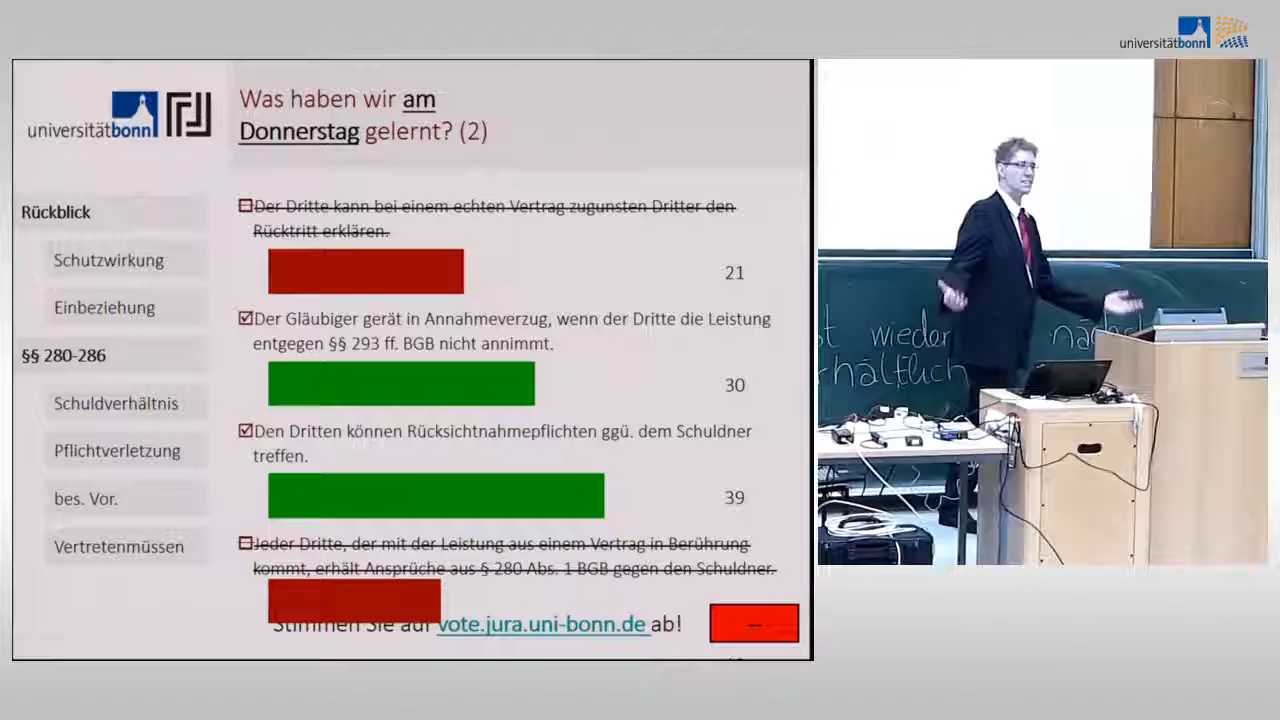 universitätbonn
universitätbonn
Was haben wir am
Donnerstag gelernt? (2)
Rückblick
Schutzwirkung
Einbeziehung
§§ 280-286
Schuldverhältnis
Pflichtverletzung
bes. Vor.
Vertretenmüssen
Der Dritte kann bei einem echten Vertrag zugunsten Dritter den
Rücktritt erklären.
21
Der Gläubiger gerät in Annahmeverzug, wenn der Dritte die Leistung
entgegen §§ 293 ff. BGB nicht annimmt.
30
Den Dritten können Rücksichtnahmepflichten ggü. dem Schuldner
treffen.
39
Jeder Dritte, der mit der Leistung aus einem Vertrag in Berührung
kommt, erhält Ansprüche aus § 280 Abs. 1 BGB gegen den Schuldner.
Stimmen Sie auf vote.jura.uni-bonn.de ab!
--
wieder